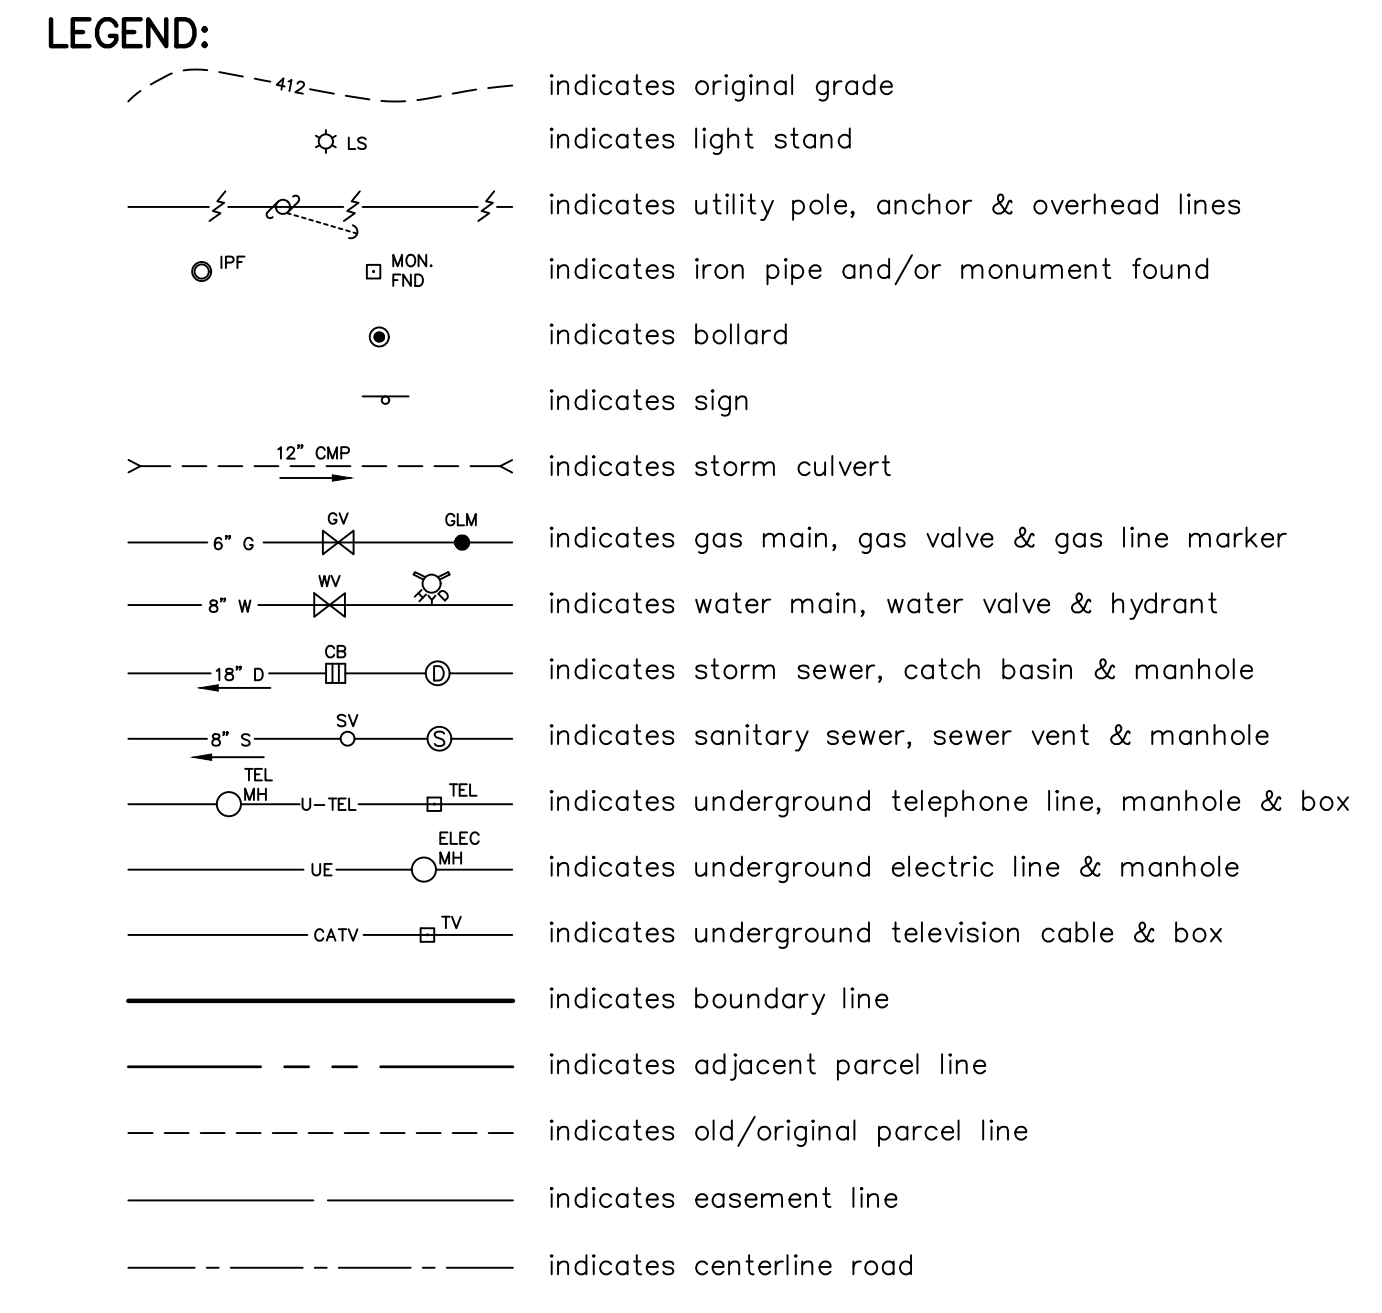 LEGEND:
412 indicates original grade
LS indicates light stand
indicates utility pole, anchor & overhead lines
IPF MON. FND indicates iron pipe and/or monument found
indicates bollard
indicates sign
12" CMP indicates storm culvert
6" G GV GLM indicates gas main, gas valve & gas line marker
8" W WV HYD indicates water main, water valve & hydrant
18" D CB D indicates storm sewer, catch basin & manhole
8" S SV S indicates sanitary sewer, sewer vent & manhole
TEL MH U-TEL TEL indicates underground telephone line, manhole & box
UE ELEC MH indicates underground electric line & manhole
CATV TV indicates underground television cable & box
indicates boundary line
indicates adjacent parcel line
indicates old/original parcel line
indicates easement line
indicates centerline road